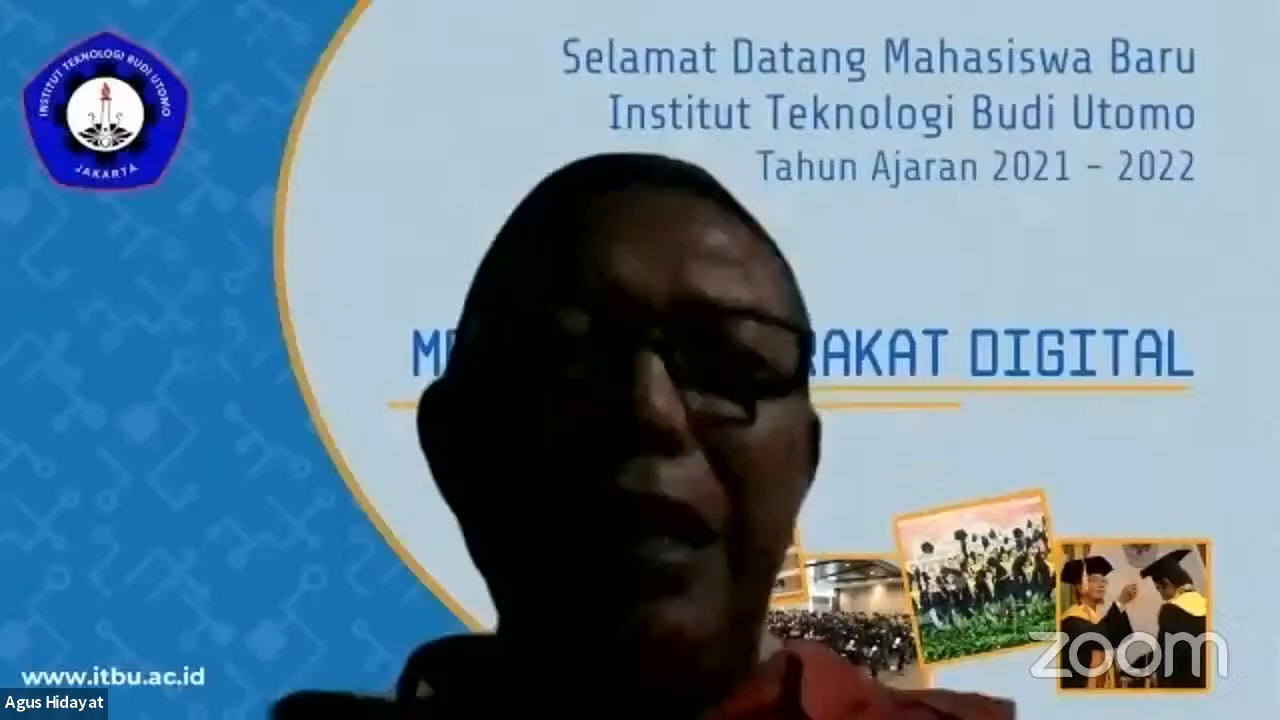 INSTITUT TEKNOLOGI BUDI UTOMO
JAKARTA
Selamat Datang Mahasiswa Baru
Institut Teknologi Budi Utomo
Tahun Ajaran 2021 - 2022
DIGITAL
www.itbu.ac.id
Agus Hidayat
zoom